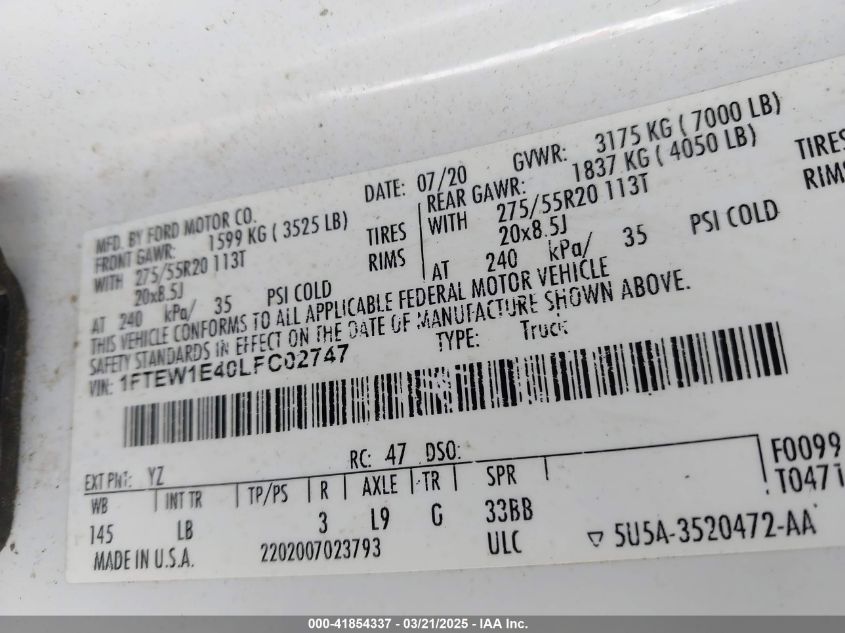 MFD. BY FORD MOTOR CO. DATE: 07/20 GVWR: 3175 KG ( 7000 LB)
FRONT GAWR: 1599 KG ( 3525 LB) REAR GAWR: 1837 KG ( 4050 LB)
WITH 275/55R20 113T TIRES WITH 275/55R20 113T TIRES
20x8.5J RIMS 20x8.5J RIMS
AT 240 kPa/ 35 PSI COLD AT 240 kPa/ 35 PSI COLD
THIS VEHICLE CONFORMS TO ALL APPLICABLE FEDERAL MOTOR VEHICLE
SAFETY STANDARDS IN EFFECT ON THE DATE OF MANUFACTURE SHOWN ABOVE.
VIN: 1FTEW1E40LFC02747 TYPE: Truck
EXT PNT: YZ RC: 47 DSO: F0099
WB INT TR TP/PS R AXLE TR SPR T0471
145 LB 3 L9 G 33BB
MADE IN U.S.A. 2202007023793 ULC 5U5A-3520472-AA
000-41854337 - 03/21/2025 - IAA Inc.